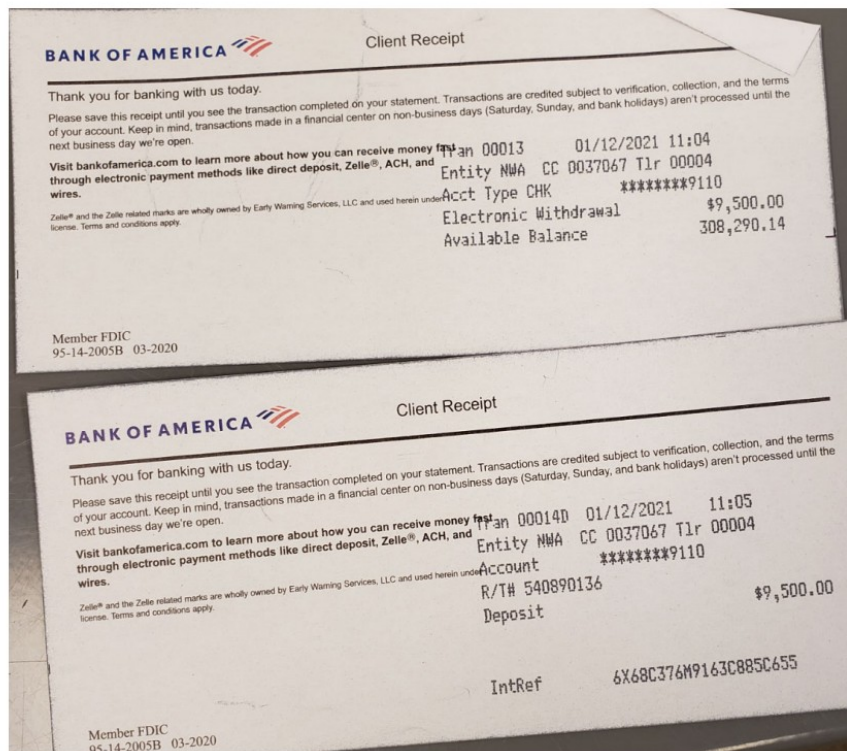 BANK OF AMERICA
Client Receipt
Thank you for banking with us today.
Please save this receipt until you see the transaction completed on your statement. Transactions are credited subject to verification, collection, and the terms
of your account. Keep in mind, transactions made in a financial center on non-business days (Saturday, Sunday, and bank holidays) aren't processed until the
next business day we're open.
Visit bankofamerica.com to learn more about how you can receive money fast
through electronic payment methods like direct deposit, Zelle®, ACH, and
wires.
Zelle® and the Zelle related marks are wholly owned by Early Warning Services, LLC and used herein under
license. Terms and conditions apply.
Tran 00013 01/12/2021 11:04
Entity NWA CC 0037067 Tlr 00004
Acct Type CHK ********9110
Electronic Withdrawal $9,500.00
Available Balance 308,290.14
Member FDIC
95-14-2005B 03-2020
BANK OF AMERICA
Client Receipt
Thank you for banking with us today.
Please save this receipt until you see the transaction completed on your statement. Transactions are credited subject to verification, collection, and the terms
of your account. Keep in mind, transactions made in a financial center on non-business days (Saturday, Sunday, and bank holidays) aren't processed until the
next business day we're open.
Visit bankofamerica.com to learn more about how you can receive money fast
through electronic payment methods like direct deposit, Zelle®, ACH, and
wires.
Zelle® and the Zelle related marks are wholly owned by Early Warning Services, LLC and used herein under
license. Terms and conditions apply.
Tran 00014D 01/12/2021 11:05
Entity NWA CC 0037067 Tlr 00004
Account ********9110
R/T# 540890136
Deposit $9,500.00
IntRef 6X68C376M9163C885C655
Member FDIC
95-14-2005B 03-2020